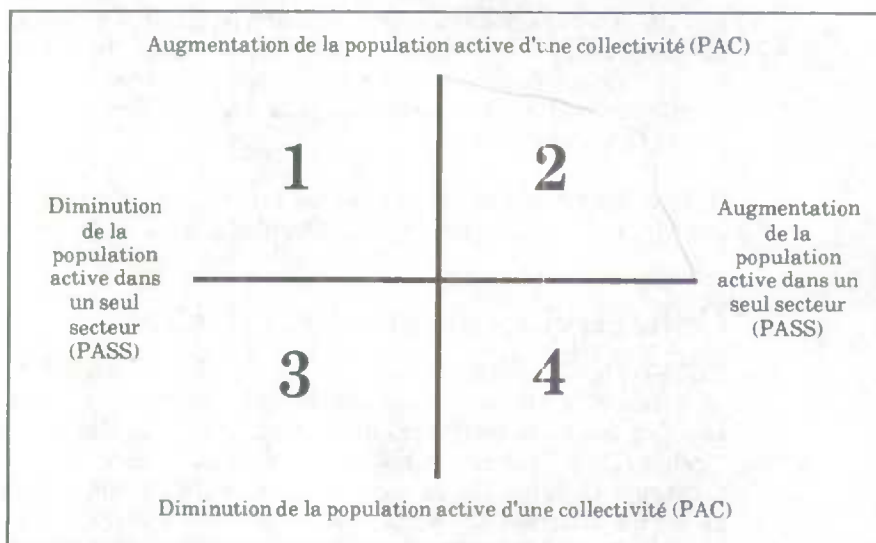 Augmentation de la population active d'une collectivité (PAC)
1
2
Diminution
de la
population
active dans
un seul
secteur
(PASS)
Augmentation
de la
population
active dans un
seul secteur
(PASS)
3
4
Diminution de la population active d'une collectivité (PAC)